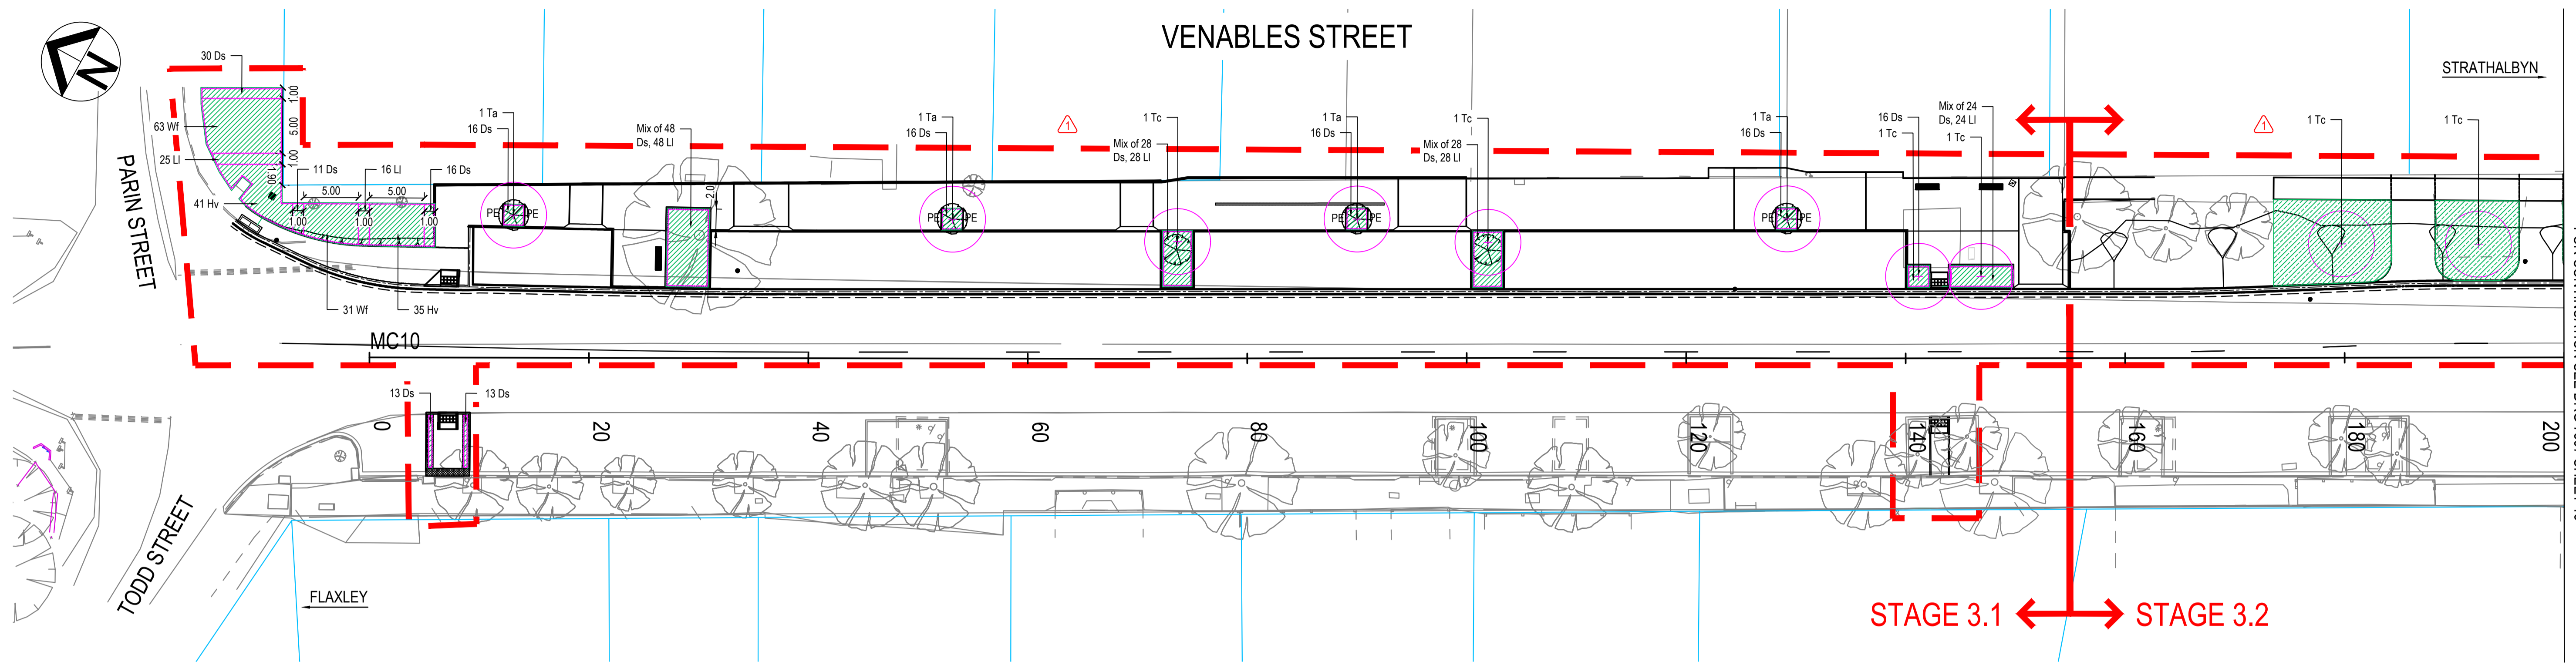 VENABLES STREET
N
STRATHALBYN
30 Ds
1.00
5.00
1.00
1.90
63 Wf
25 Ll
41 Hv
11 Ds
16 Ll
16 Ds
5.00
5.00
1.00
1.00
1.00
31 Wf
35 Hv
PARIN STREET
1 Ta
16 Ds
PE
PE
Mix of 48
Ds, 48 Ll
2.00
1 Ta
16 Ds
PE
PE
1
1 Tc
Mix of 28
Ds, 28 Ll
1 Ta
16 Ds
PE
PE
1 Tc
Mix of 28
Ds, 28 Ll
1 Ta
16 Ds
PE
PE
16 Ds
1 Tc
Mix of 24
Ds, 24 Ll
1 Tc
1
1 Tc
1 Tc
MC10
13 Ds
13 Ds
0
20
40
60
80
100
120
140
160
180
200
TODD STREET
FLAXLEY
STAGE 3.1
STAGE 3.2